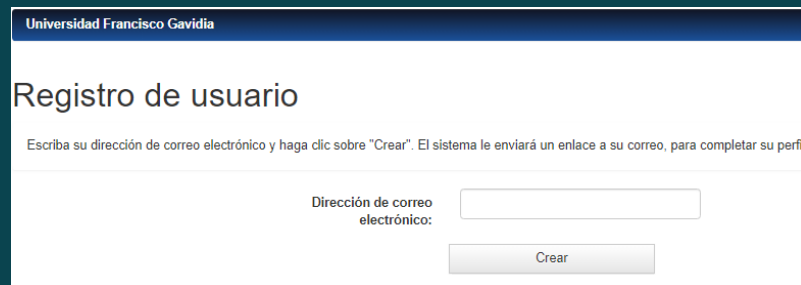 Universidad Francisco Gavidia
Registro de usuario
Escriba su dirección de correo electrónico y haga clic sobre "Crear". El sistema le enviará un enlace a su correo, para completar su
Dirección de correo
electrónico:
Crear